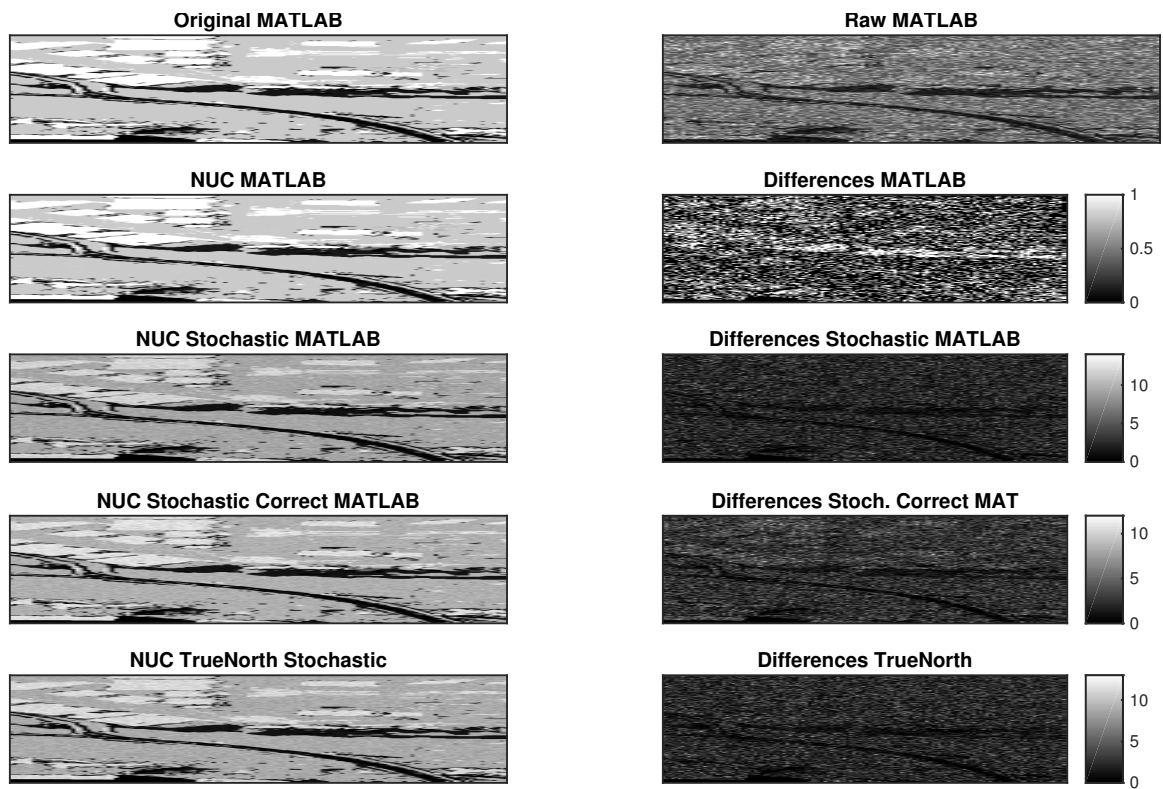 Original MATLAB
Raw MATLAB
NUC MATLAB
Differences MATLAB
1
0.5
0
NUC Stochastic MATLAB
Differences Stochastic MATLAB
10
5
0
NUC Stochastic Correct MATLAB
Differences Stoch. Correct MAT
10
5
0
NUC TrueNorth Stochastic
Differences TrueNorth
10
5
0